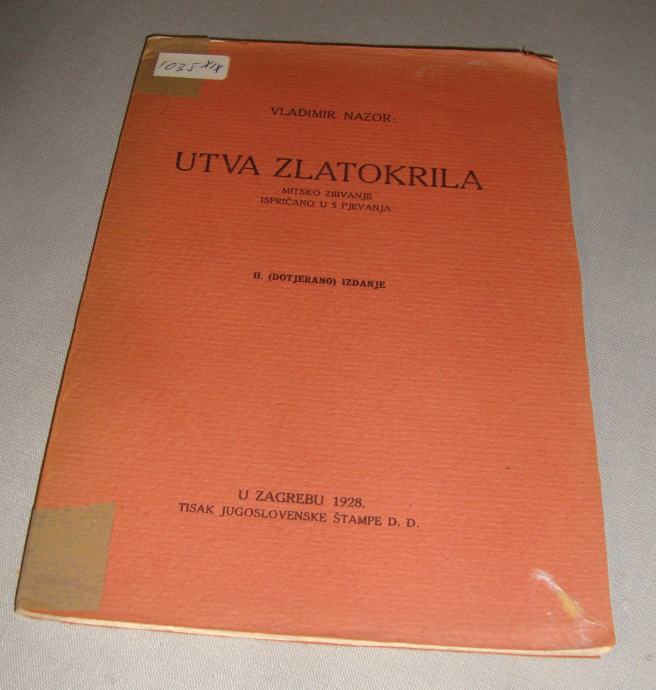 1035 XIX
VLADIMIR NAZOR:
UTVA ZLATOKRILA
MITSKO ZBIVANJE
ISPRIČANO U 5 PJEVANJA
II. (DOTJERANO) IZDANJE
U ZAGREBU 1928.
TISAK JUGOSLOVENSKE ŠTAMPE D. D.